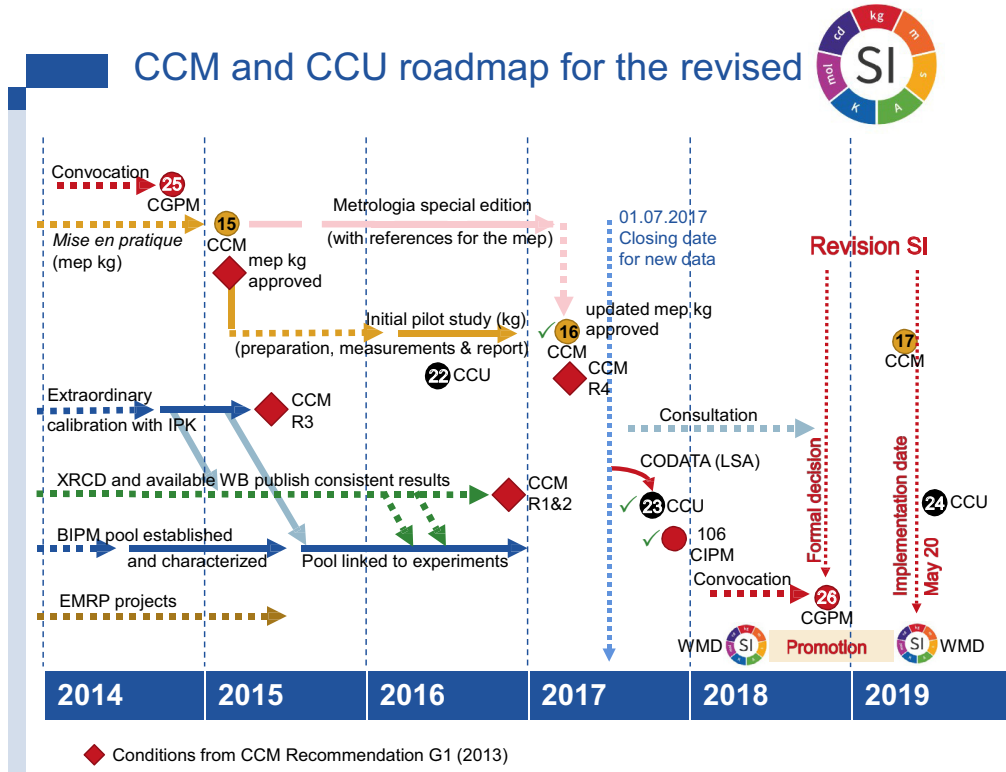 CCM and CCU roadmap for the revised
SI
kg
m
s
A
K
mol
cd
Convocation
25
CGPM
Mise en pratique
(mep kg)
15
CCM
mep kg
approved
Metrologia special edition
(with references for the mep)
01.07.2017
Closing date
for new data
Revision SI
Initial pilot study (kg)
(preparation, measurements & report)
16
CCM
updated mep kg
approved
17
CCM
22 CCU
CCM
R4
Extraordinary
calibration with IPK
CCM
R3
Consultation
XRCD and available WB publish consistent results
CCM
R1&2
CODATA (LSA)
23 CCU
24 CCU
Formal decision
Implementation date
May 20
BIPM pool established
and characterized
Pool linked to experiments
106
CIPM
Convocation
26
CGPM
EMRP projects
WMD
SI
Promotion
SI
WMD
2014
2015
2016
2017
2018
2019
Conditions from CCM Recommendation G1 (2013)